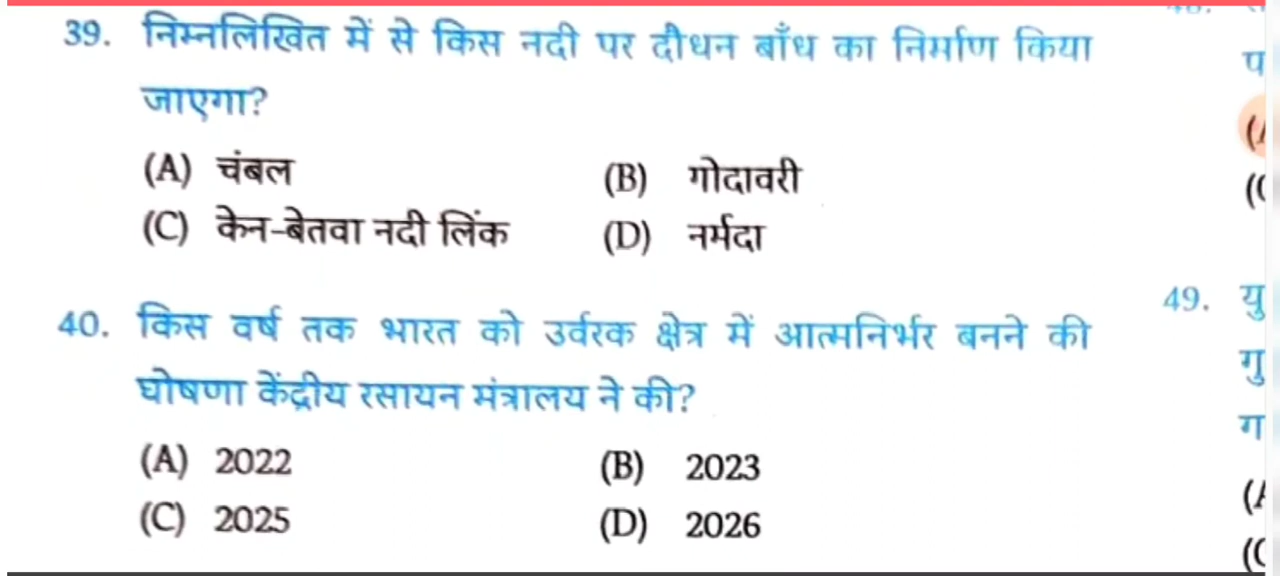 39. निम्नलिखित में से किस नदी पर दौधन बाँध का निर्माण किया
जाएगा?
(A) चंबल (B) गोदावरी
(C) केन-बेतवा नदी लिंक (D) नर्मदा
40. किस वर्ष तक भारत को उर्वरक क्षेत्र में आत्मनिर्भर बनने की
घोषणा केंद्रीय रसायन मंत्रालय ने की?
(A) 2022 (B) 2023
(C) 2025 (D) 2026
प
49. यु
गु
ग